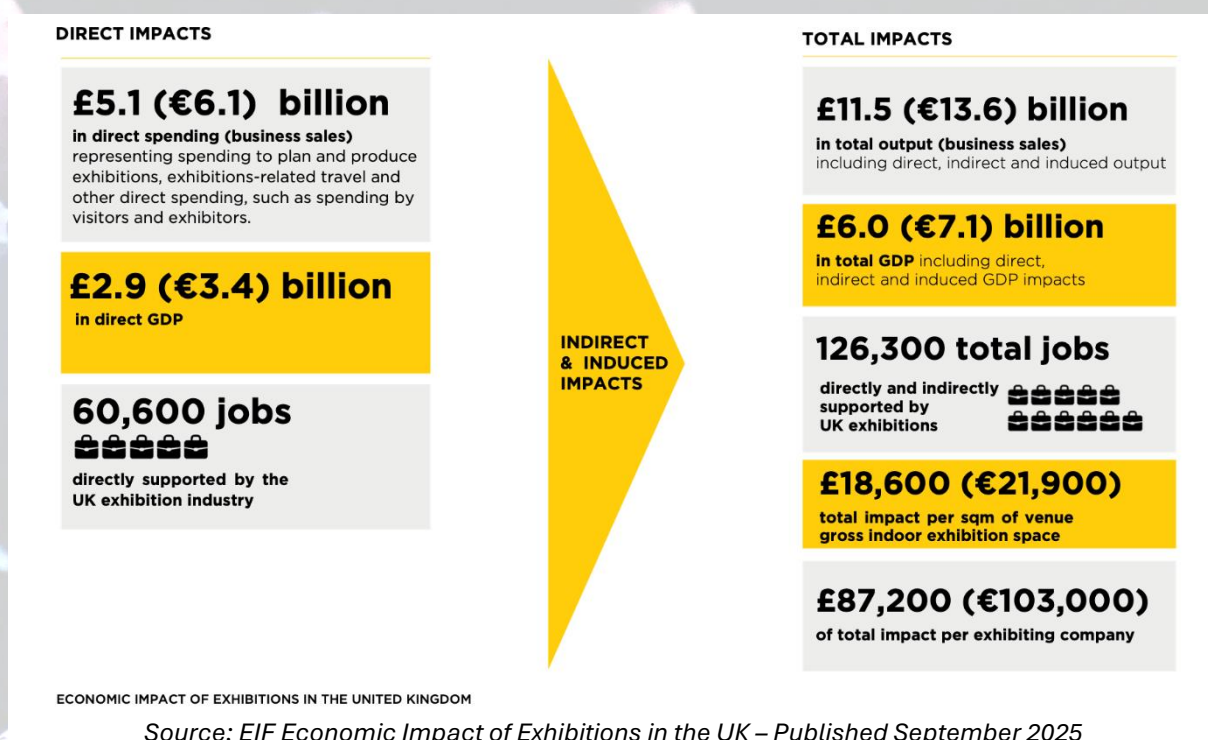 DIRECT IMPACTS
£5.1 (€6.1) billion
in direct spending (business sales)
representing spending to plan and produce
exhibitions, exhibitions-related travel and
other direct spending, such as spending by
visitors and exhibitors.
£2.9 (€3.4) billion
in direct GDP
60,600 jobs
directly supported by the
UK exhibition industry
INDIRECT
& INDUCED
IMPACTS
TOTAL IMPACTS
£11.5 (€13.6) billion
in total output (business sales)
including direct, indirect and induced output
£6.0 (€7.1) billion
in total GDP including direct,
indirect and induced GDP impacts
126,300 total jobs
directly and indirectly
supported by
UK exhibitions
£18,600 (€21,900)
total impact per sqm of venue
gross indoor exhibition space
£87,200 (€103,000)
of total impact per exhibiting company
ECONOMIC IMPACT OF EXHIBITIONS IN THE UNITED KINGDOM
Source: EIF Economic Impact of Exhibitions in the UK – Published September 2025